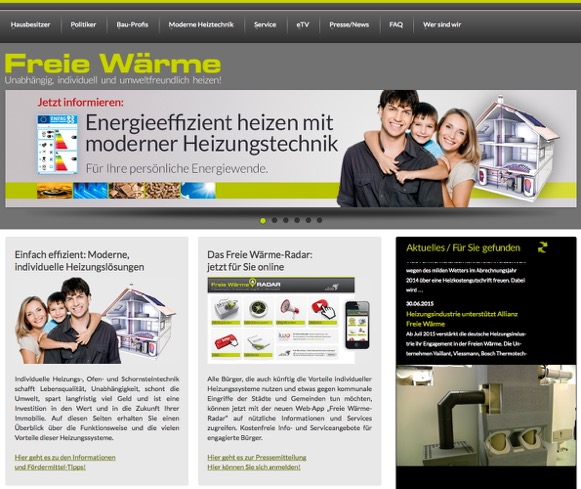 Hausbesitzer Politiker Bau-Profis Moderne Heiztechnik Service eTV Presse/News FAQ Wer sind wir
Freie Wärme
Unabhängig, individuell und umweltfreundlich heizen!
Jetzt informieren:
Energieeffizient heizen mit
moderner Heizungstechnik
Für Ihre persönliche Energiewende.
Einfach effizient: Moderne,
individuelle Heizungslösungen
Individuelle Heizungs-, Ofen- und Schornsteintechnik
schafft Lebensqualität, Unabhängigkeit, schont die
Umwelt, spart langfristig viel Geld und ist eine
Investition in den Wert und in die Zukunft Ihrer
Immobilie. Auf diesen Seiten erhalten Sie einen
Überblick über die Funktionsweise und die vielen
Vorteile dieser Heizungssysteme.
Hier geht es zu den Informationen
und Fördermittel-Tipps!
Das Freie Wärme-Radar:
jetzt für Sie online
Freie Wärme RADAR
Alle Bürger, die auch künftig die Vorteile individueller
Heizungssysteme nutzen und etwas gegen kommunale
Eingriffe der Städte und Gemeinden tun möchten,
können jetzt mit der neuen Web-App „Freie Wärme-
Radar" auf nützliche Informationen und Services
zugreifen. Kostenfreie Info- und Serviceangebote für
engagierte Bürger.
Hier geht es zur Pressemitteilung
Hier können Sie sich anmelden!
Aktuelles / Für Sie gefunden
wegen des milden Wetters im Abrechnungsjahr
2014 über eine Heizkostengutschrift freuen. Dabei
wird ...
30.06.2015
Heizungsindustrie unterstützt Allianz
Freie Wärme
Ab Juli 2015 verstärkt die deutsche Heizungsindus-
trie ihr Engagement in der Freien Wärme. Die Un-
ternehmen Vaillant, Viessmann, Bosch Thermotech-